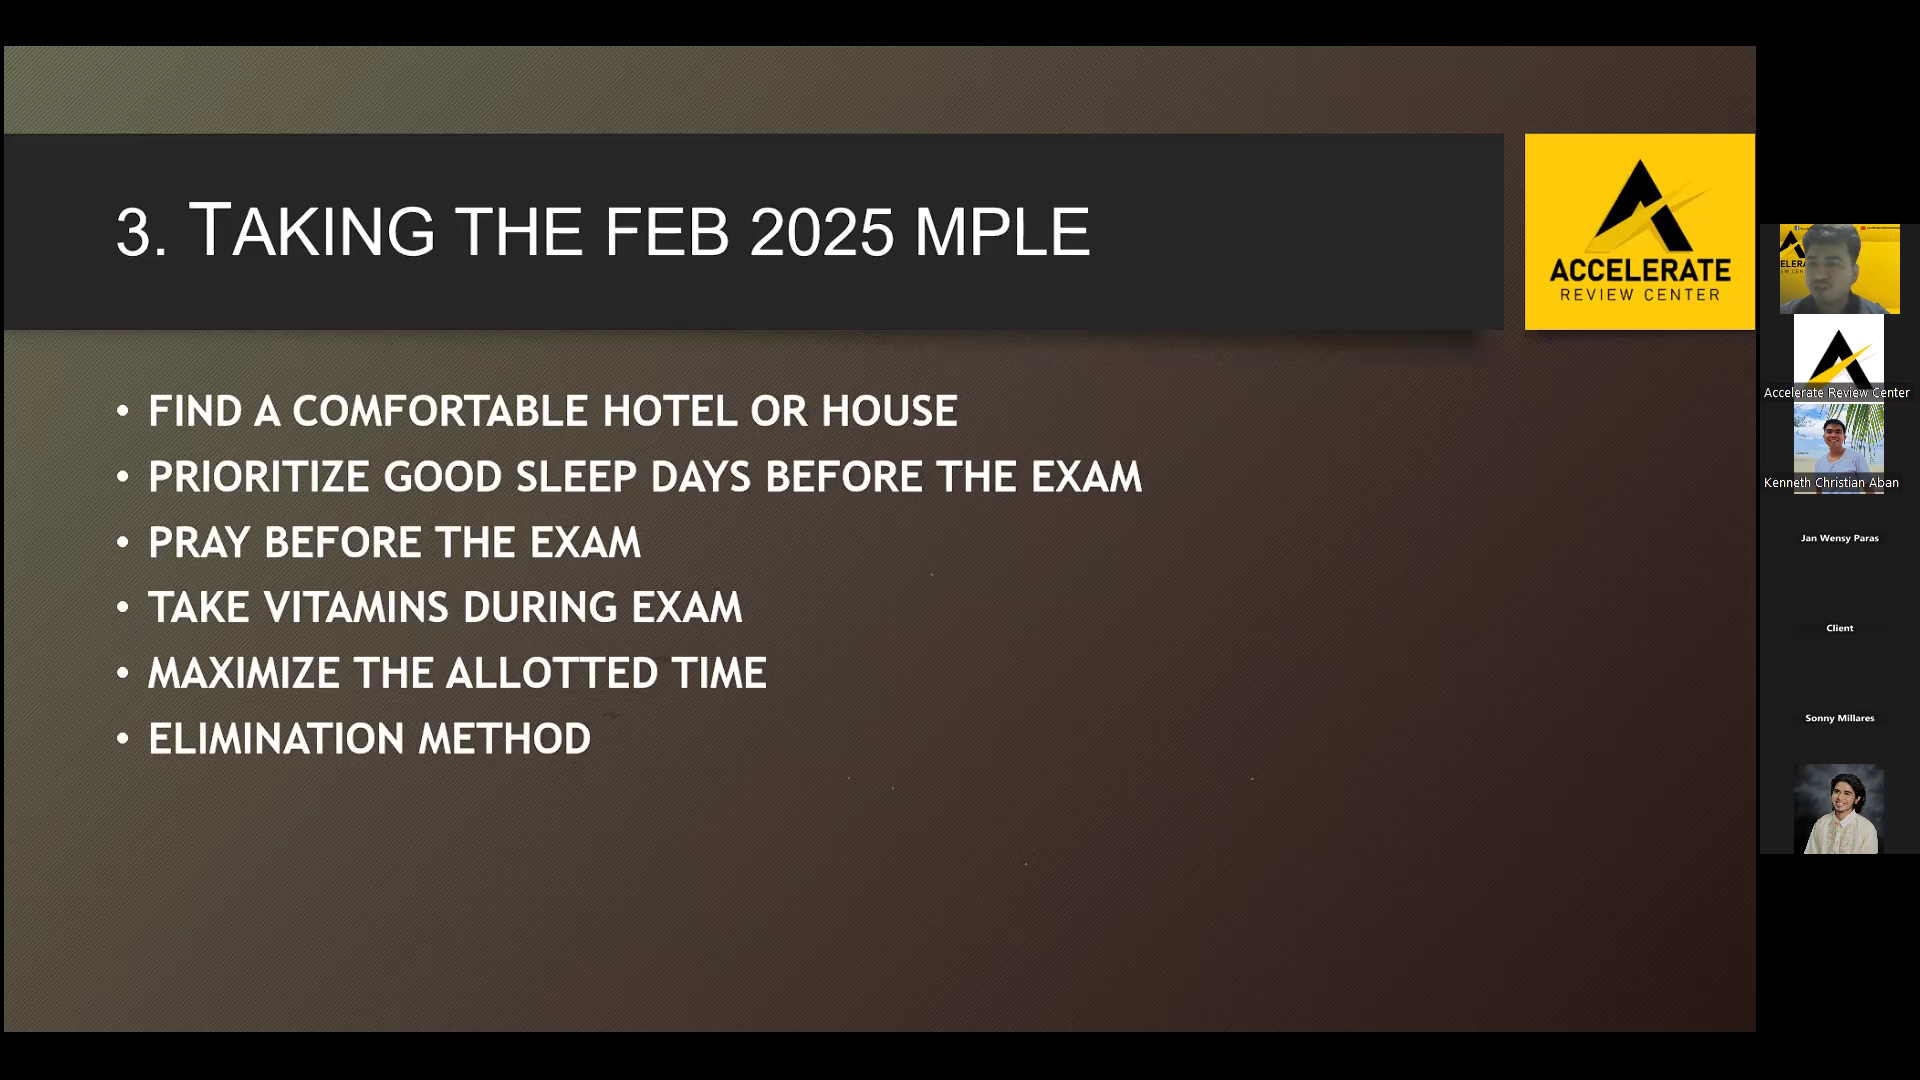 3. TAKING THE FEB 2025 MPLE
ACCELERATE
REVIEW CENTER
• FIND A COMFORTABLE HOTEL OR HOUSE
• PRIORITIZE GOOD SLEEP DAYS BEFORE THE EXAM
• PRAY BEFORE THE EXAM
• TAKE VITAMINS DURING EXAM
• MAXIMIZE THE ALLOTTED TIME
• ELIMINATION METHOD
Accelerate Review Center
Kenneth Christian Aban
Jan Wensy Paras
Client
Sonny Millares